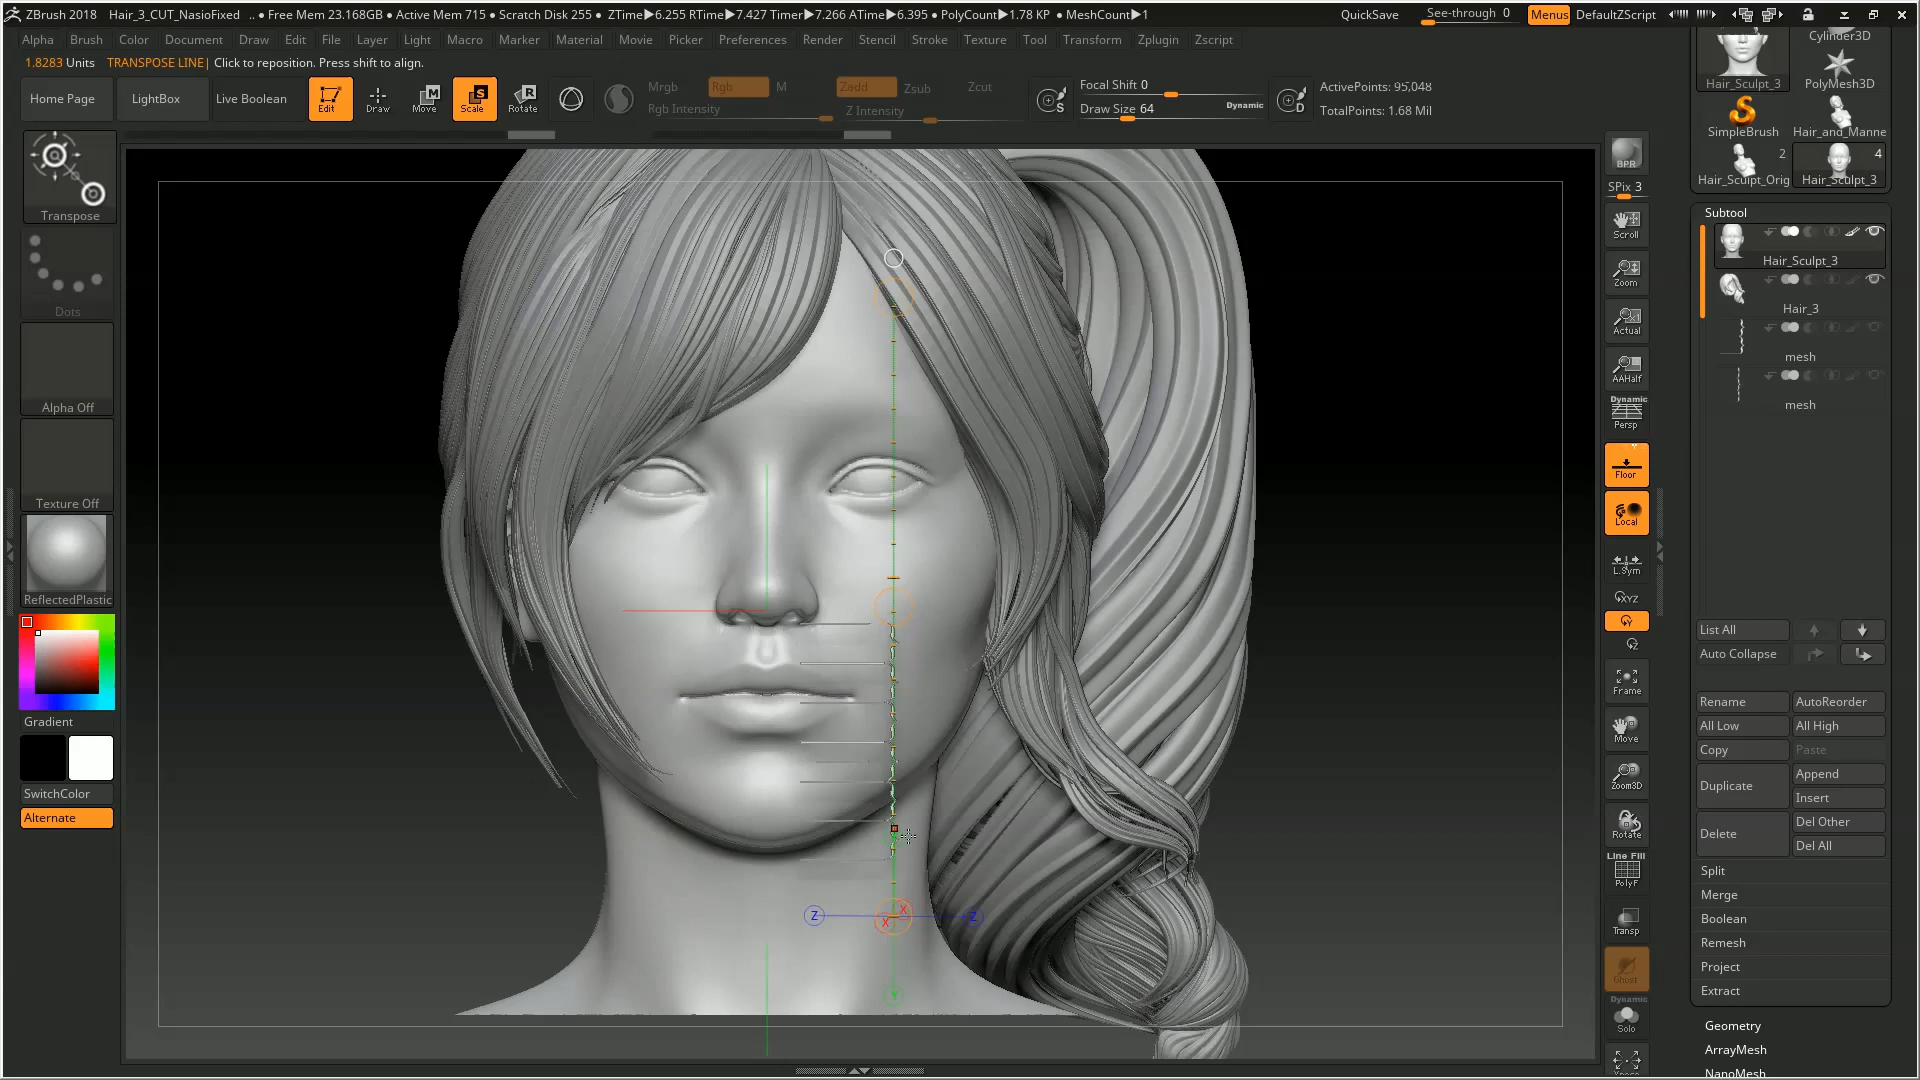 ZBrush 2018 Hair_3_CUT_NasioFixed .. ● Free Mem 23.168GB ● Active Mem 715 ● Scratch Disk 255 ● ZTime▶6.255 RTime▶7.427 Timer▶7.266 ATime▶6.395 ● PolyCount▶1.78 KP ● MeshCount▶1 QuickSave See-through 0 Menus DefaultZScript
Alpha Brush Color Document Draw Edit File Layer Light Macro Marker Material Movie Picker Preferences Render Stencil Stroke Texture Tool Transform Zplugin Zscript
1.8283 Units TRANSPOSE LINE| Click to reposition. Press shift to align.
Home Page LightBox Live Boolean Edit Draw Move Scale Rotate
M S R
Mrgb Rgb M Zadd Zsub Zcut
Rgb Intensity Z Intensity
S Focal Shift 0
Draw Size 64 Dynamic
D ActivePoints: 95,048
TotalPoints: 1.68 Mil
Transpose
Dots
Alpha Off
Texture Off
ReflectedPlastic
Gradient
SwitchColor
Alternate
X
X
Z
Z
Y
BPR
SPix 3
Scroll
Zoom
Actual
AAHalf
Dynamic
Persp
Floor
Local
L.Sym
XYZ
Y
Z
Frame
Move
Zoom3D
Rotate
Line Fill
PolyF
Transp
Ghost
Dynamic
Solo
Cylinder3D
Hair_Sculpt_3 PolyMesh3D
SimpleBrush Hair_and_Manne
2 4
Hair_Sculpt_Orig Hair_Sculpt_3
Subtool
Hair_Sculpt_3
Hair_3
mesh
mesh
List All
Auto Collapse
Rename AutoReorder
All Low All High
Copy Paste
Duplicate Append
Insert
Delete Del Other
Del All
Split
Merge
Boolean
Remesh
Project
Extract
Geometry
ArrayMesh
NanoMesh